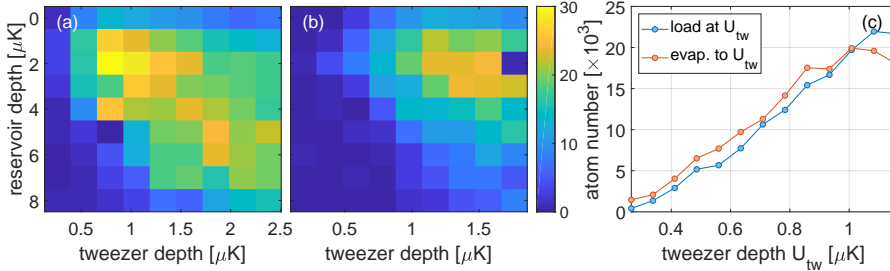 (a)
(b)
(c)
reservoir depth [μK]
0
2
4
6
8
0.5
1
1.5
2
2.5
tweezer depth [μK]
0.5
1
1.5
tweezer depth [μK]
30
20
10
0
atom number [×10³]
25
20
15
10
5
0
load at U_tw
evap. to U_tw
0.4
0.6
0.8
1
tweezer depth U_tw [μK]